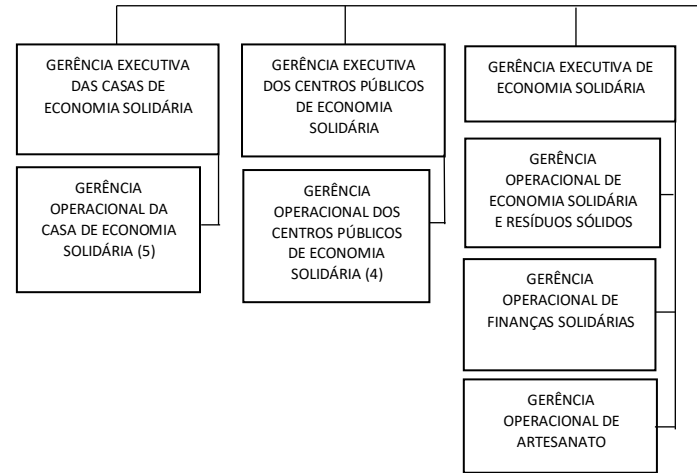 GERÊNCIA EXECUTIVA
DAS CASAS DE
ECONOMIA SOLIDÁRIA
GERÊNCIA
OPERACIONAL DA
CASA DE ECONOMIA
SOLIDÁRIA (5)
GERÊNCIA EXECUTIVA
DOS CENTROS PÚBLICOS
DE ECONOMIA
SOLIDÁRIA
GERÊNCIA
OPERACIONAL DOS
CENTROS PÚBLICOS
DE ECONOMIA
SOLIDÁRIA (4)
GERÊNCIA EXECUTIVA DE
ECONOMIA SOLIDÁRIA
GERÊNCIA
OPERACIONAL DE
ECONOMIA SOLIDÁRIA
E RESÍDUOS SÓLIDOS
GERÊNCIA
OPERACIONAL DE
FINANÇAS SOLIDÁRIAS
GERÊNCIA
OPERACIONAL DE
ARTESANATO